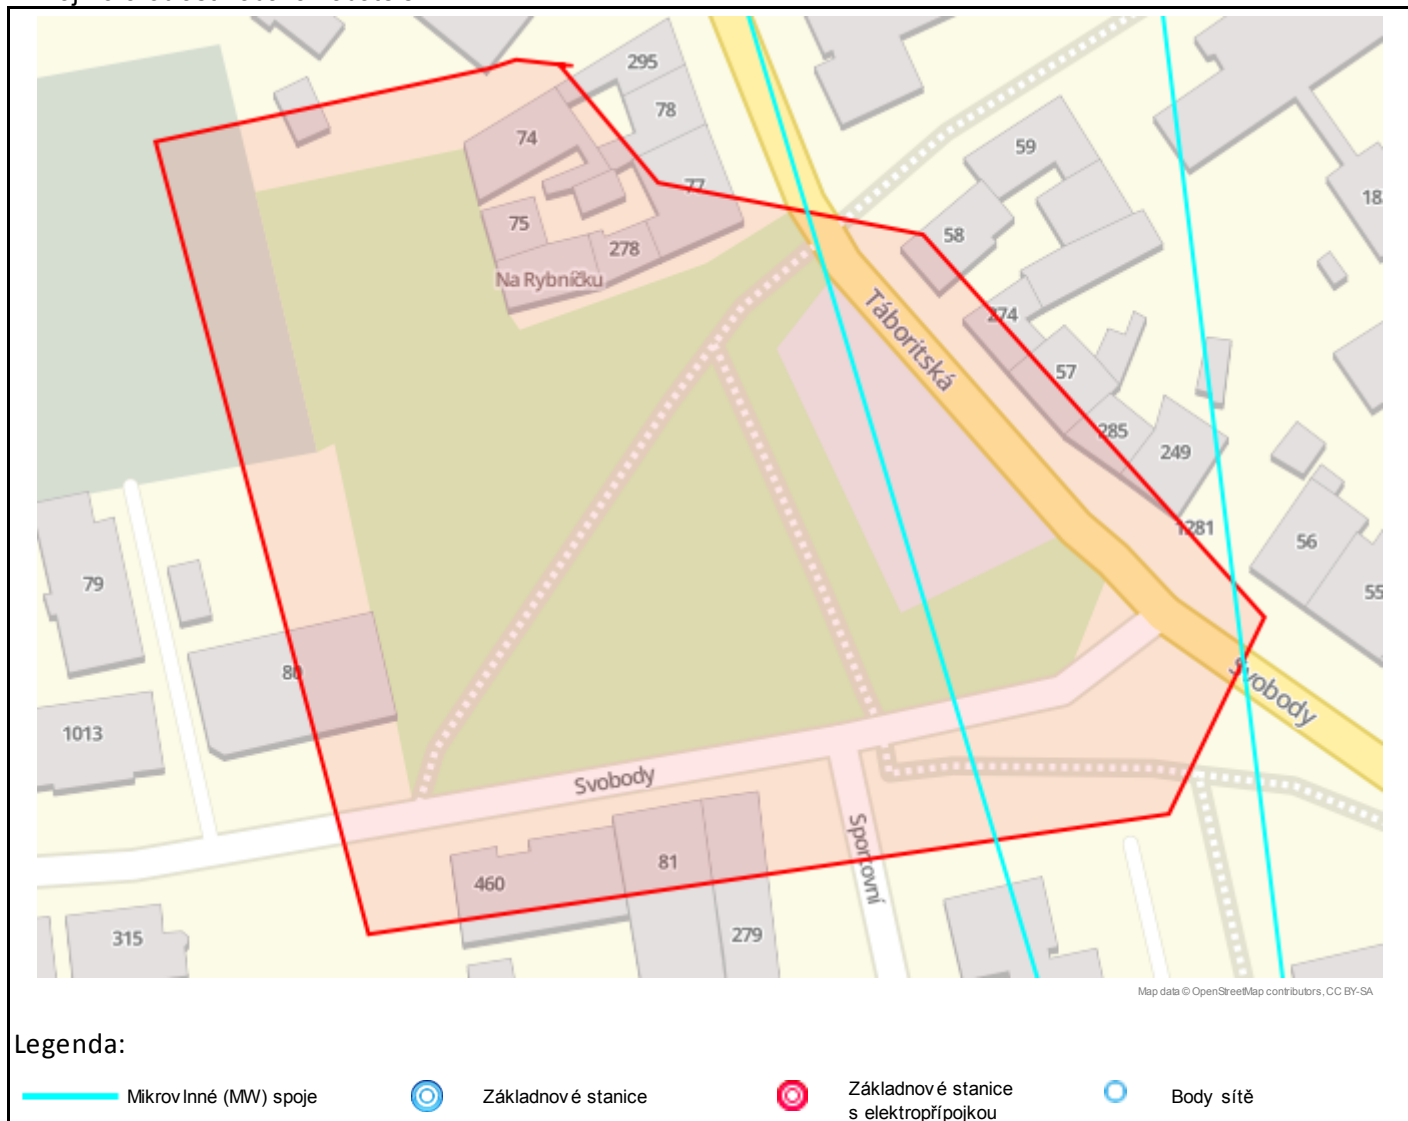 295
78
74
77
75
278
Na Rybníčku
59
58
274
57
285
249
1281
56
55
18
Táboritská
79
80
1013
Svobody
Svobody
Sportovní
460
81
279
315
Map data © OpenStreetMap contributors, CC BY-SA
Legenda:
Mikrovlnné (MW) spoje
Základnové stanice
Základnové stanice
s elektropřípojkou
Body sítě